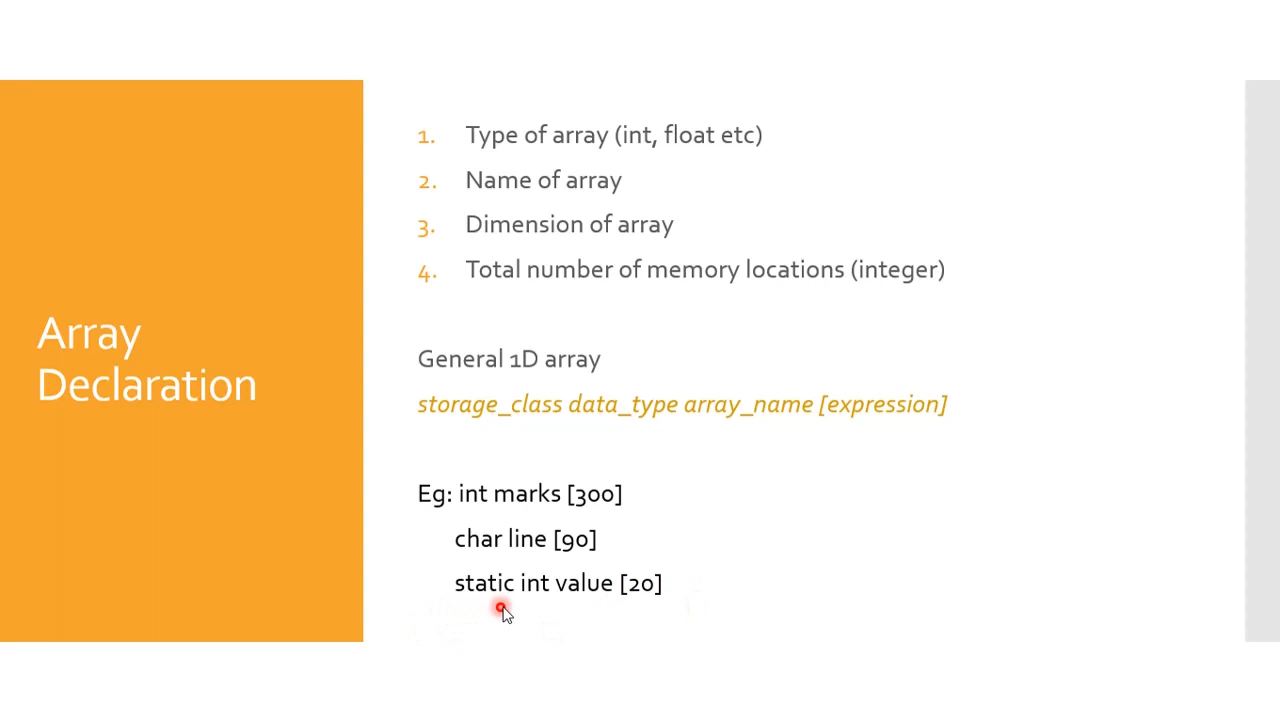 Array
Declaration
1. Type of array (int, float etc)
2. Name of array
3. Dimension of array
4. Total number of memory locations (integer)
General 1D array
storage_class data_type array_name [expression]
Eg: int marks [300]
char line [90]
static int value [20]